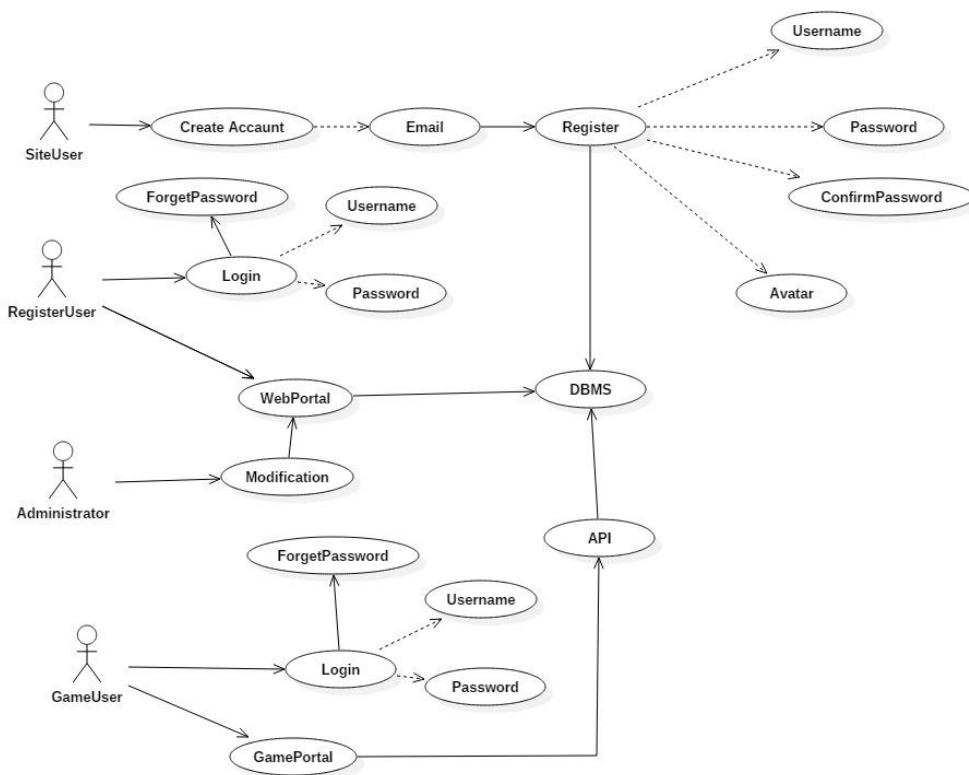 Username
Create Accaunt
Email
Register
Password
SiteUser
ForgetPassword
Username
ConfirmPassword
Login
Password
Avatar
RegisterUser
WebPortal
DBMS
Modification
Administrator
API
ForgetPassword
Username
Login
Password
GameUser
GamePortal